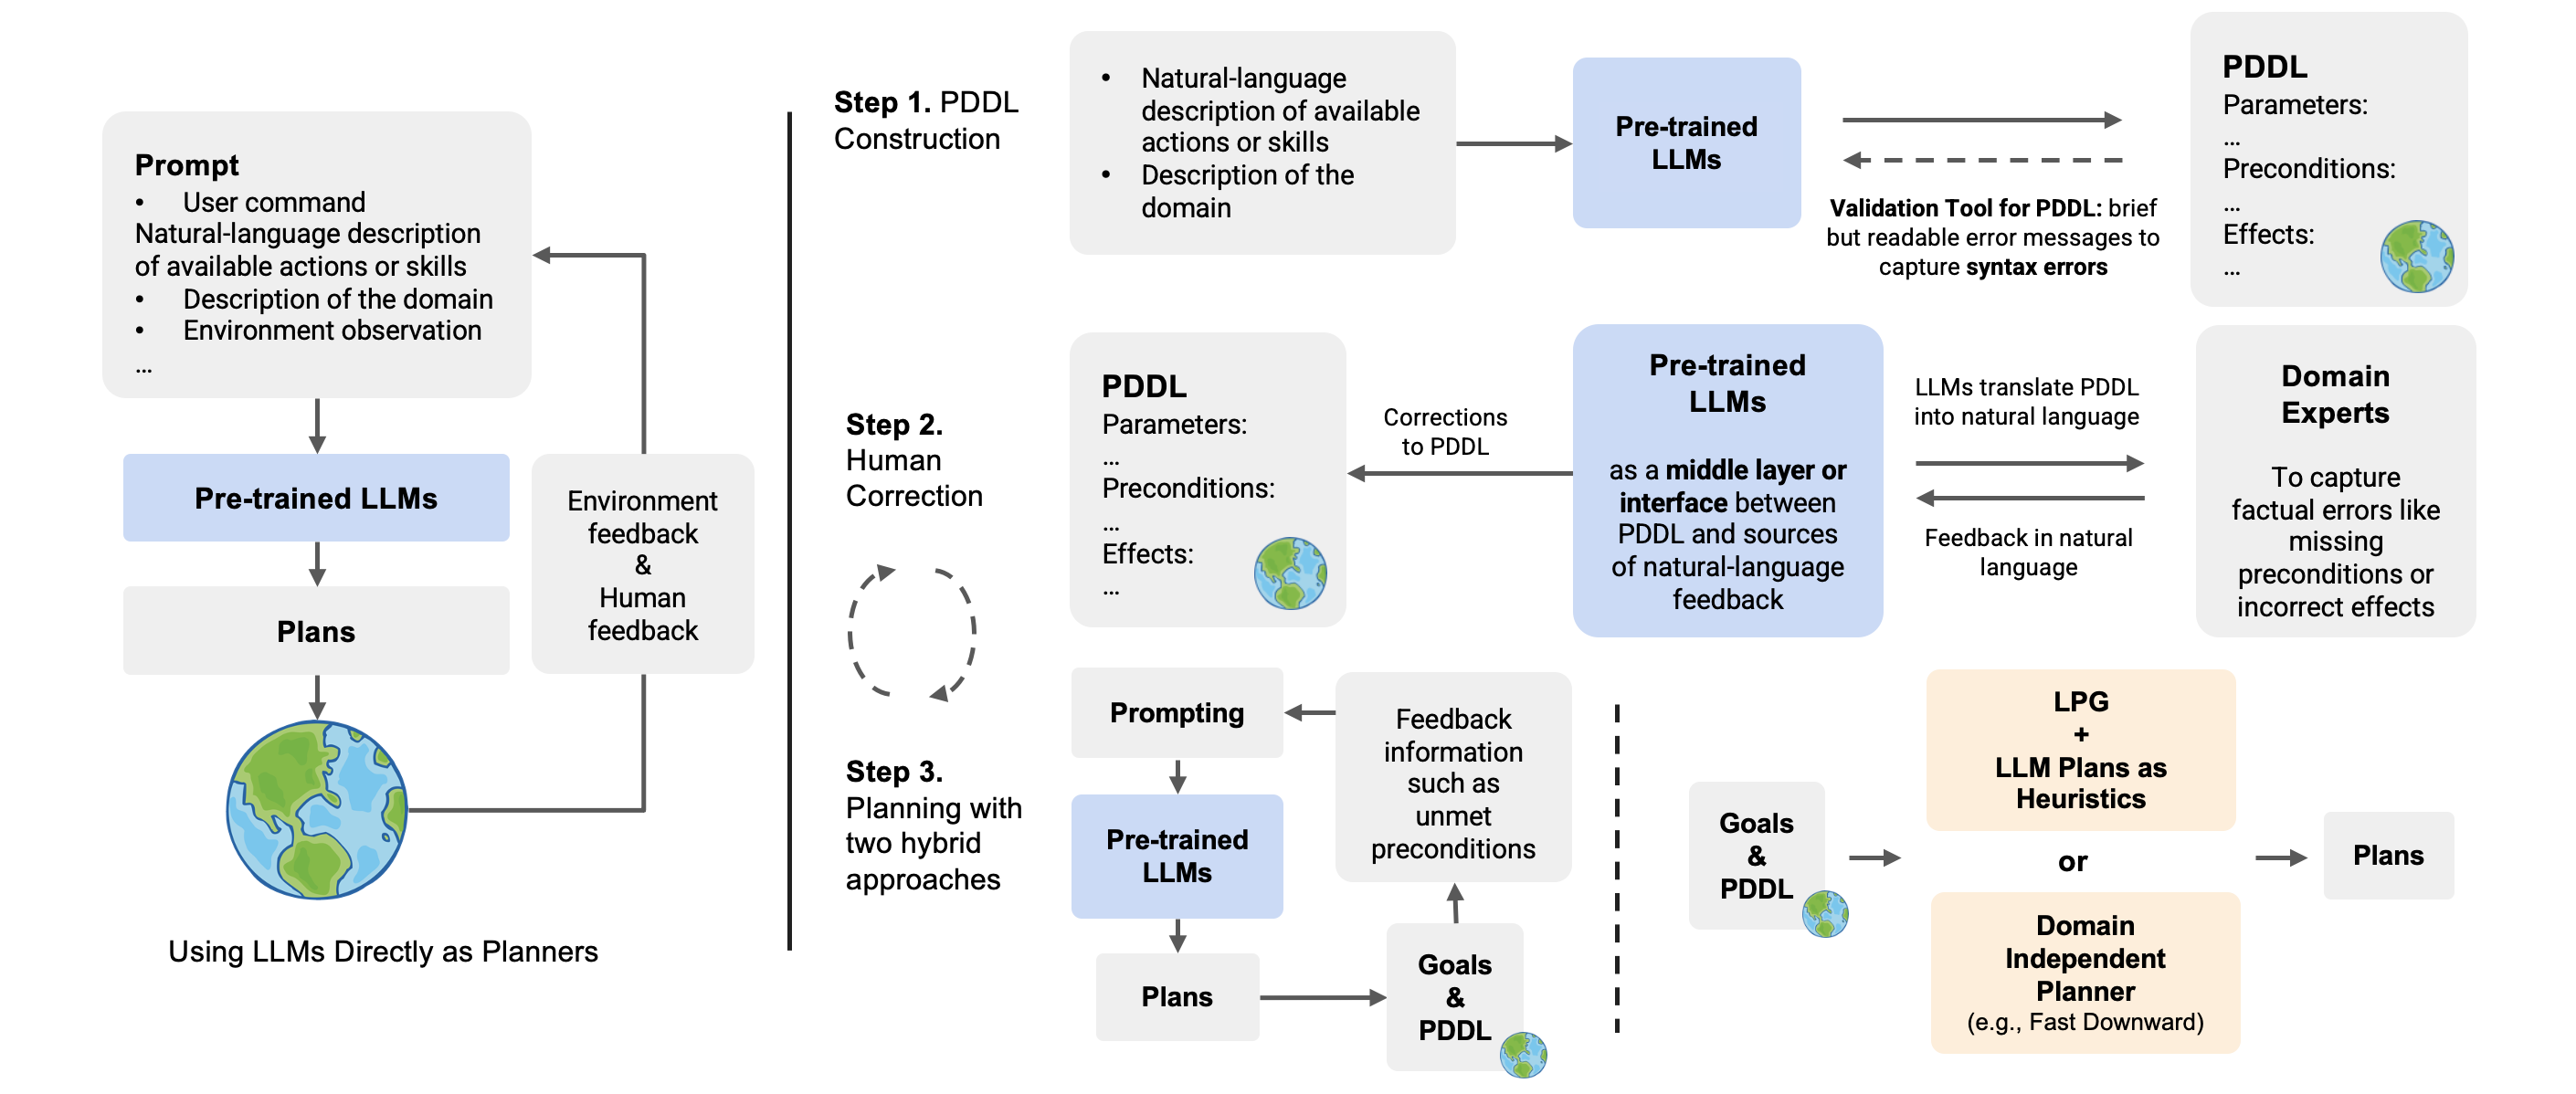 Prompt
• User command
Natural-language description
of available actions or skills
• Description of the domain
• Environment observation
...
Pre-trained LLMs
Plans
Environment
feedback
&
Human
feedback
Using LLMs Directly as Planners
Step 1. PDDL
Construction
• Natural-language
description of available
actions or skills
• Description of the
domain
Pre-trained
LLMs
Validation Tool for PDDL: brief
but readable error messages to
capture syntax errors
PDDL
Parameters:
...
Preconditions:
...
Effects:
...
Step 2.
Human
Correction
PDDL
Parameters:
...
Preconditions:
...
Effects:
...
Corrections
to PDDL
Pre-trained
LLMs
as a middle layer or
interface between
PDDL and sources
of natural-language
feedback
LLMs translate PDDL
into natural language
Feedback in natural
language
Domain
Experts
To capture
factual errors like
missing
preconditions or
incorrect effects
Step 3.
Planning with
two hybrid
approaches
Prompting
Pre-trained
LLMs
Plans
Feedback
information
such as
unmet
preconditions
Goals
&
PDDL
Goals
&
PDDL
LPG
+
LLM Plans as
Heuristics
or
Domain
Independent
Planner
(e.g., Fast Downward)
Plans